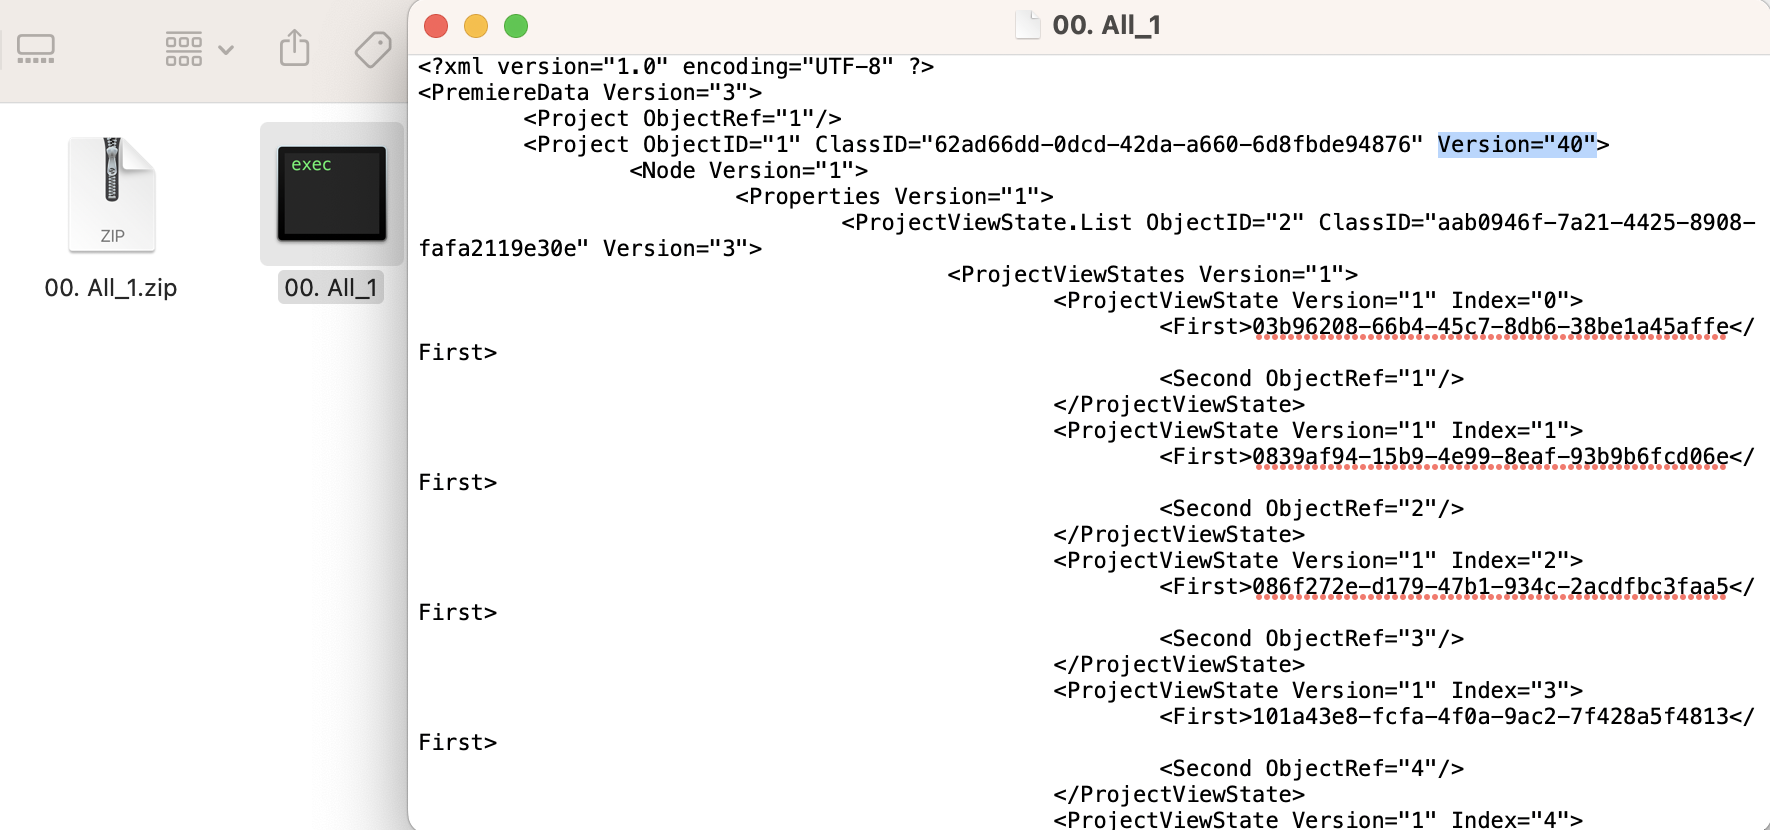 00. All_1
ZIP
00. All_1.zip
exec
00. All_1
<?xml version="1.0" encoding="UTF-8" ?>
<PremiereData Version="3">
<Project ObjectRef="1"/>
<Project ObjectID="1" ClassID="62ad66dd-0dcd-42da-a660-6d8fbde94876" Version="40">
<Node Version="1">
<Properties Version="1">
<ProjectViewState.List ObjectID="2" ClassID="aab0946f-7a21-4425-8908-
fafa2119e30e" Version="3">
<ProjectViewStates Version="1">
<ProjectViewState Version="1" Index="0">
<First>03b96208-66b4-45c7-8db6-38be1a45affe</
First>
<Second ObjectRef="1"/>
</ProjectViewState>
<ProjectViewState Version="1" Index="1">
<First>0839af94-15b9-4e99-8eaf-93b9b6fcd06e</
First>
<Second ObjectRef="2"/>
</ProjectViewState>
<ProjectViewState Version="1" Index="2">
<First>086f272e-d179-47b1-934c-2acdfbc3faa5</
First>
<Second ObjectRef="3"/>
</ProjectViewState>
<ProjectViewState Version="1" Index="3">
<First>101a43e8-fcfa-4f0a-9ac2-7f428a5f4813</
First>
<Second ObjectRef="4"/>
</ProjectViewState>
<ProjectViewState Version="1" Index="4">